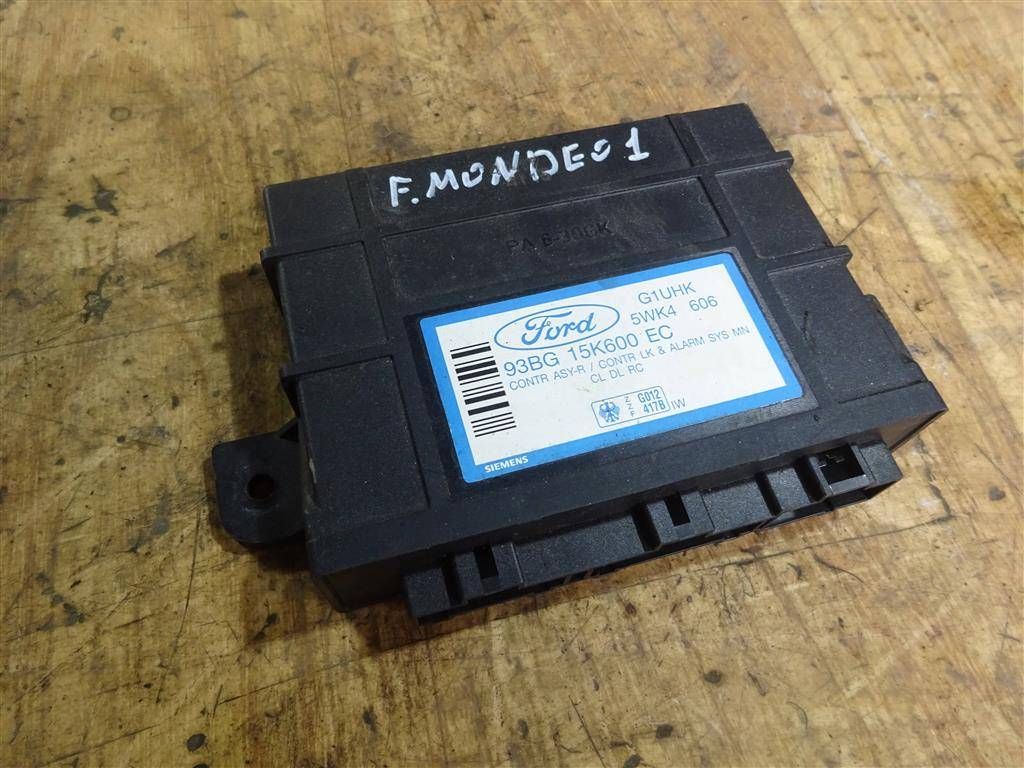 F.MONDEO 1
Ford
G1UHK
5WK4 606
93BG 15K600 EC
CONTR ASY-R / CONTR LK & ALARM SYS MN
CL DL RC
Z Z F
G012
417B
IW
SIEMENS